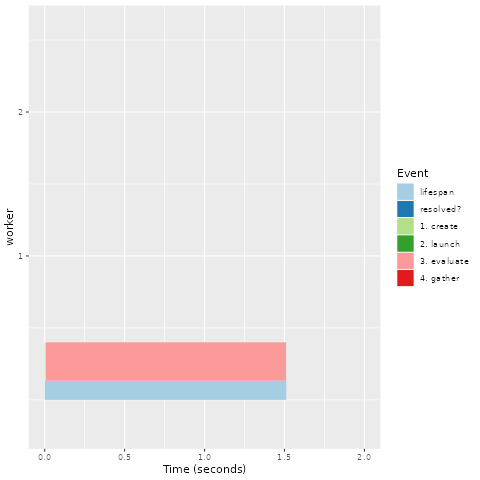 2
1
worker
0.0 0.5 1.0 1.5 2.0
Time (seconds)
Event
lifespan
resolved?
1. create
2. launch
3. evaluate
4. gather